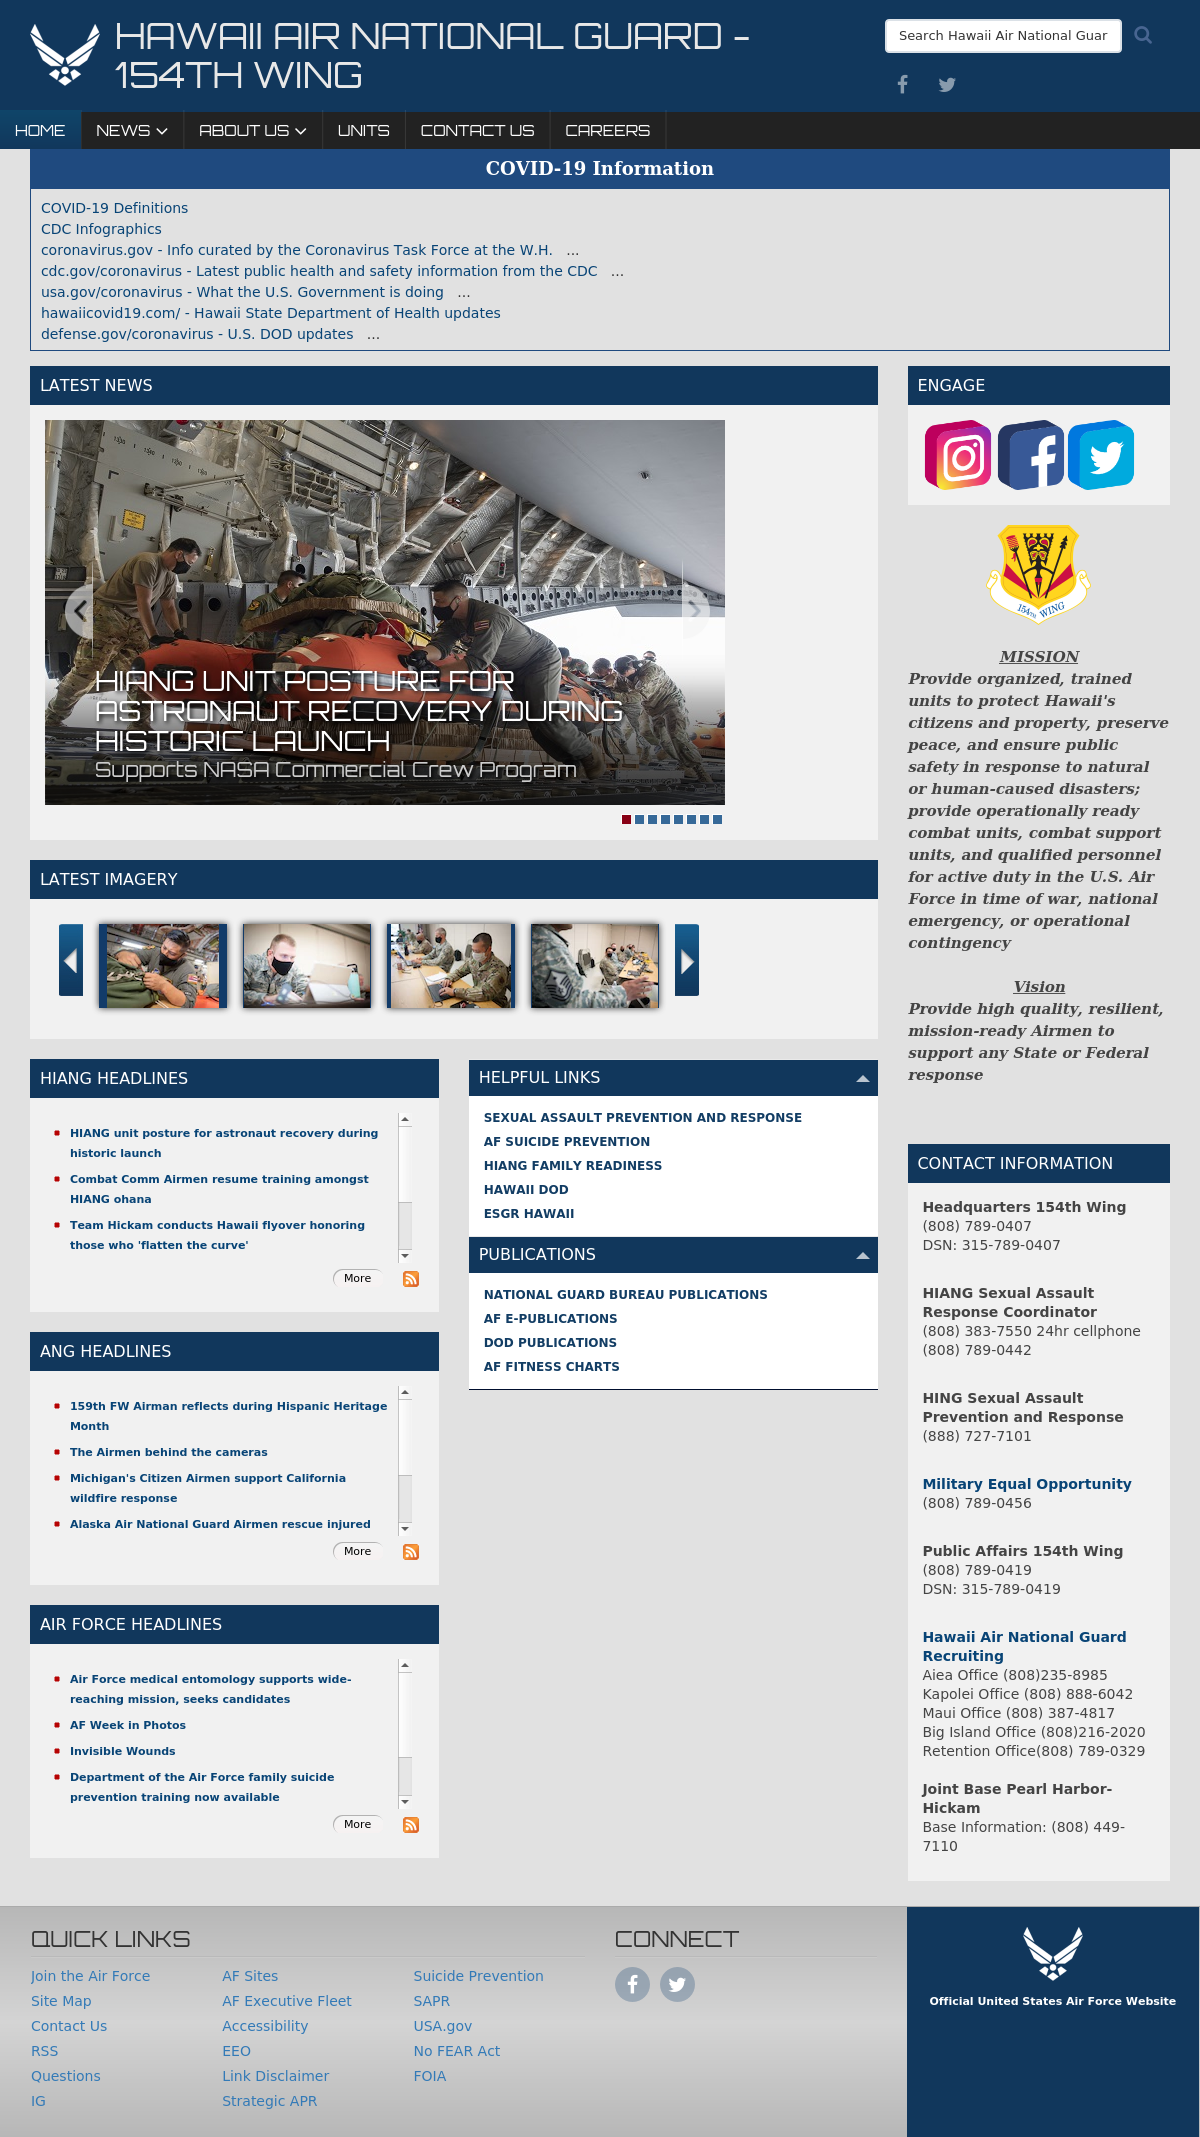 HAWAII AIR NATIONAL GUARD -
154TH WING
Search Hawaii Air National Guar
HOME
NEWS
ABOUT US
UNITS
CONTACT US
CAREERS
COVID-19 Information
COVID-19 Definitions
CDC Infographics
coronavirus.gov - Info curated by the Coronavirus Task Force at the W.H. ...
cdc.gov/coronavirus - Latest public health and safety information from the CDC ...
usa.gov/coronavirus - What the U.S. Government is doing ...
hawaiicovid19.com/ - Hawaii State Department of Health updates
defense.gov/coronavirus - U.S. DOD updates ...
LATEST NEWS
HIANG UNIT POSTURE FOR
ASTRONAUT RECOVERY DURING
HISTORIC LAUNCH
Supports NASA Commercial Crew Program
LATEST IMAGERY
HIANG HEADLINES
HIANG unit posture for astronaut recovery during
historic launch
Combat Comm Airmen resume training amongst
HIANG ohana
Team Hickam conducts Hawaii flyover honoring
those who 'flatten the curve'
More
ANG HEADLINES
159th FW Airman reflects during Hispanic Heritage
Month
The Airmen behind the cameras
Michigan's Citizen Airmen support California
wildfire response
Alaska Air National Guard Airmen rescue injured
More
AIR FORCE HEADLINES
Air Force medical entomology supports wide-
reaching mission, seeks candidates
AF Week in Photos
Invisible Wounds
Department of the Air Force family suicide
prevention training now available
More
HELPFUL LINKS
SEXUAL ASSAULT PREVENTION AND RESPONSE
AF SUICIDE PREVENTION
HIANG FAMILY READINESS
HAWAII DOD
ESGR HAWAII
PUBLICATIONS
NATIONAL GUARD BUREAU PUBLICATIONS
AF E-PUBLICATIONS
DOD PUBLICATIONS
AF FITNESS CHARTS
ENGAGE
154TH WING
MISSION
Provide organized, trained
units to protect Hawaii's
citizens and property, preserve
peace, and ensure public
safety in response to natural
or human-caused disasters;
provide operationally ready
combat units, combat support
units, and qualified personnel
for active duty in the U.S. Air
Force in time of war, national
emergency, or operational
contingency
Vision
Provide high quality, resilient,
mission-ready Airmen to
support any State or Federal
response
CONTACT INFORMATION
Headquarters 154th Wing
(808) 789-0407
DSN: 315-789-0407
HIANG Sexual Assault
Response Coordinator
(808) 383-7550 24hr cellphone
(808) 789-0442
HING Sexual Assault
Prevention and Response
(888) 727-7101
Military Equal Opportunity
(808) 789-0456
Public Affairs 154th Wing
(808) 789-0419
DSN: 315-789-0419
Hawaii Air National Guard
Recruiting
Aiea Office (808)235-8985
Kapolei Office (808) 888-6042
Maui Office (808) 387-4817
Big Island Office (808)216-2020
Retention Office(808) 789-0329
Joint Base Pearl Harbor-
Hickam
Base Information: (808) 449-
7110
QUICK LINKS
Join the Air Force
Site Map
Contact Us
RSS
Questions
IG
AF Sites
AF Executive Fleet
Accessibility
EEO
Link Disclaimer
Strategic APR
Suicide Prevention
SAPR
USA.gov
No FEAR Act
FOIA
CONNECT
Official United States Air Force Website